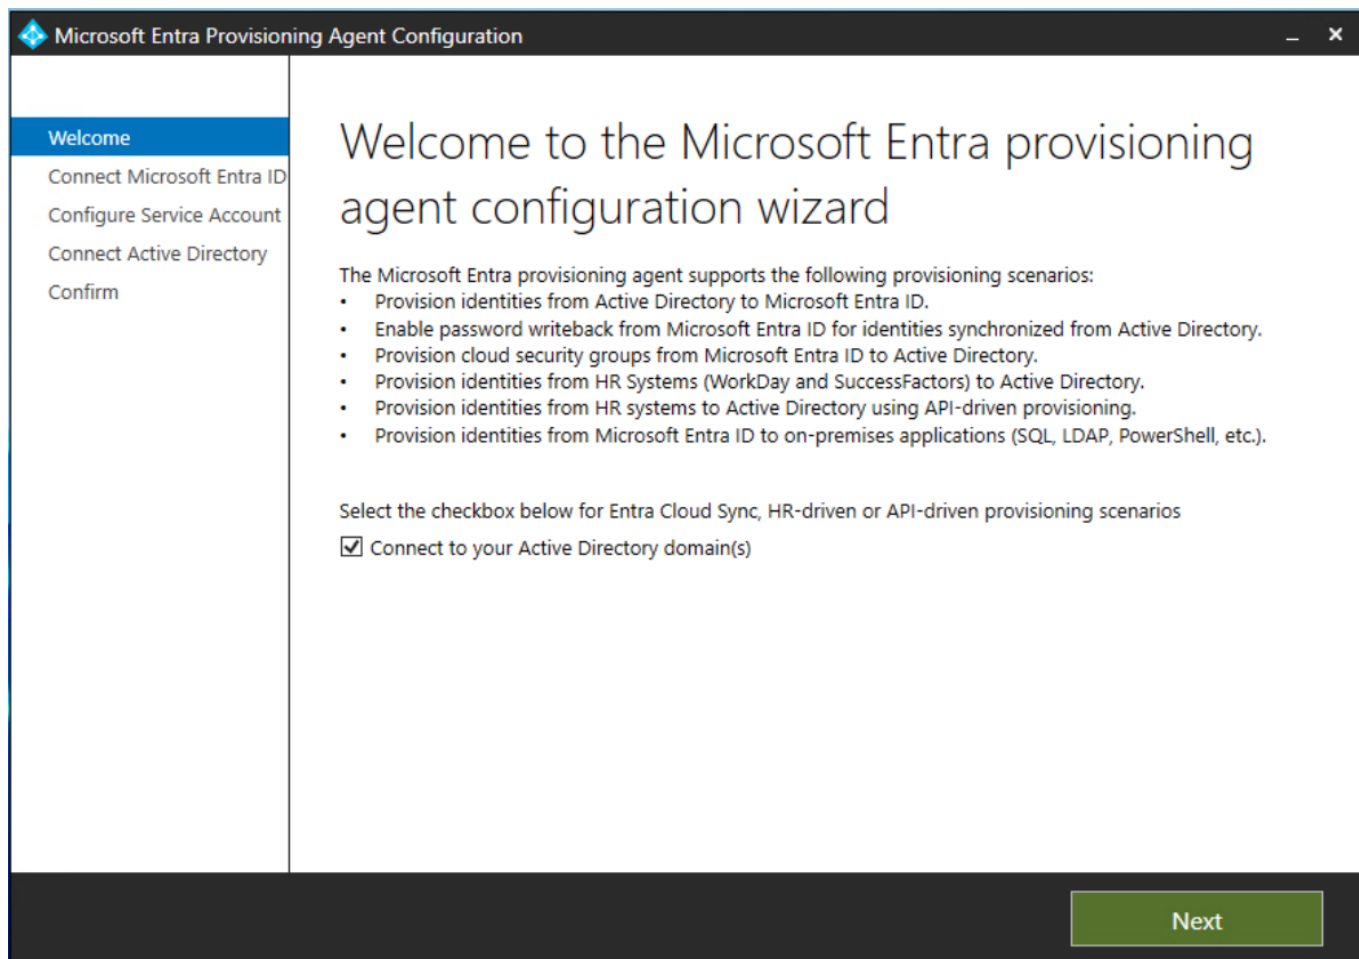 Microsoft Entra Provisioning Agent Configuration
Welcome
Connect Microsoft Entra ID
Configure Service Account
Connect Active Directory
Confirm
Welcome to the Microsoft Entra provisioning
agent configuration wizard
The Microsoft Entra provisioning agent supports the following provisioning scenarios:
• Provision identities from Active Directory to Microsoft Entra ID.
• Enable password writeback from Microsoft Entra ID for identities synchronized from Active Directory.
• Provision cloud security groups from Microsoft Entra ID to Active Directory.
• Provision identities from HR Systems (WorkDay and SuccessFactors) to Active Directory.
• Provision identities from HR systems to Active Directory using API-driven provisioning.
• Provision identities from Microsoft Entra ID to on-premises applications (SQL, LDAP, PowerShell, etc.).
Select the checkbox below for Entra Cloud Sync, HR-driven or API-driven provisioning scenarios
Connect to your Active Directory domain(s)
Next